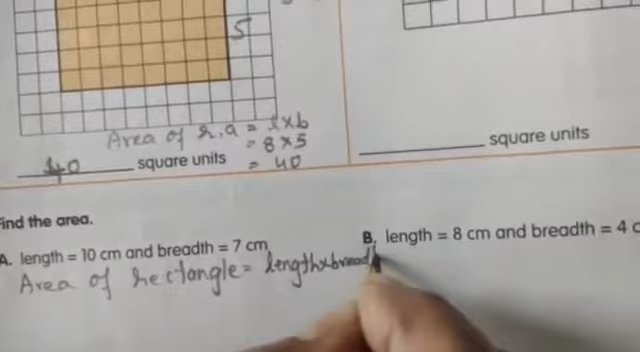 5
Area of r.a = l×b
= 8×5
40 square units = 40
square units
Find the area.
A. length = 10 cm and breadth = 7 cm
B. length = 8 cm and breadth = 4 c
Area of rectangle = length×bread